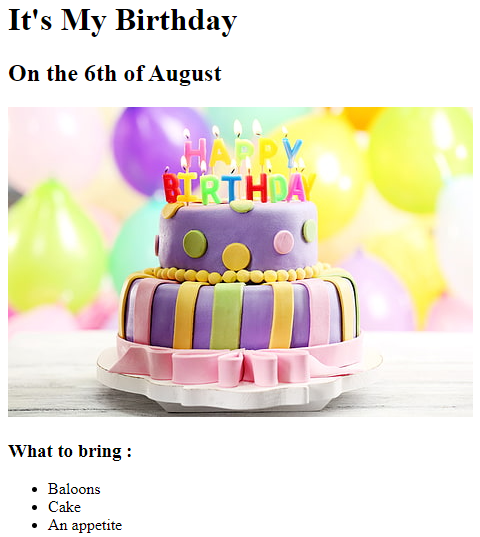 It's My Birthday
On the 6th of August
HAPPY
BIRTHDAY
What to bring :
Baloons
Cake
An appetite